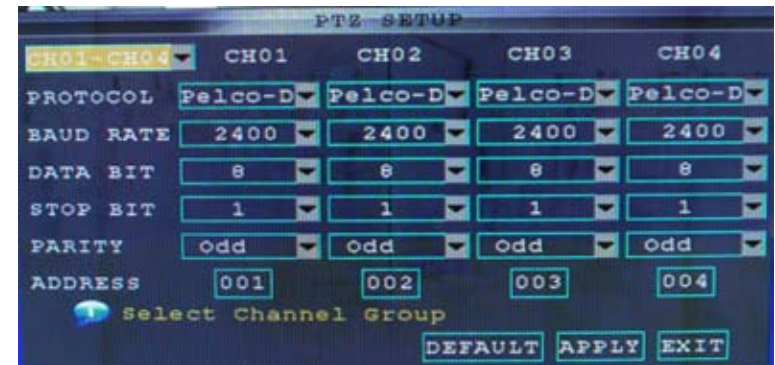 PTZ SETUP
CH01-CH04 CH01 CH02 CH03 CH04
PROTOCOL Pelco-D Pelco-D Pelco-D Pelco-D
BAUD RATE 2400 2400 2400 2400
DATA BIT 8 8 8 8
STOP BIT 1 1 1 1
PARITY Odd Odd Odd Odd
ADDRESS 001 002 003 004
Select Channel Group
DEFAULT APPLY EXIT